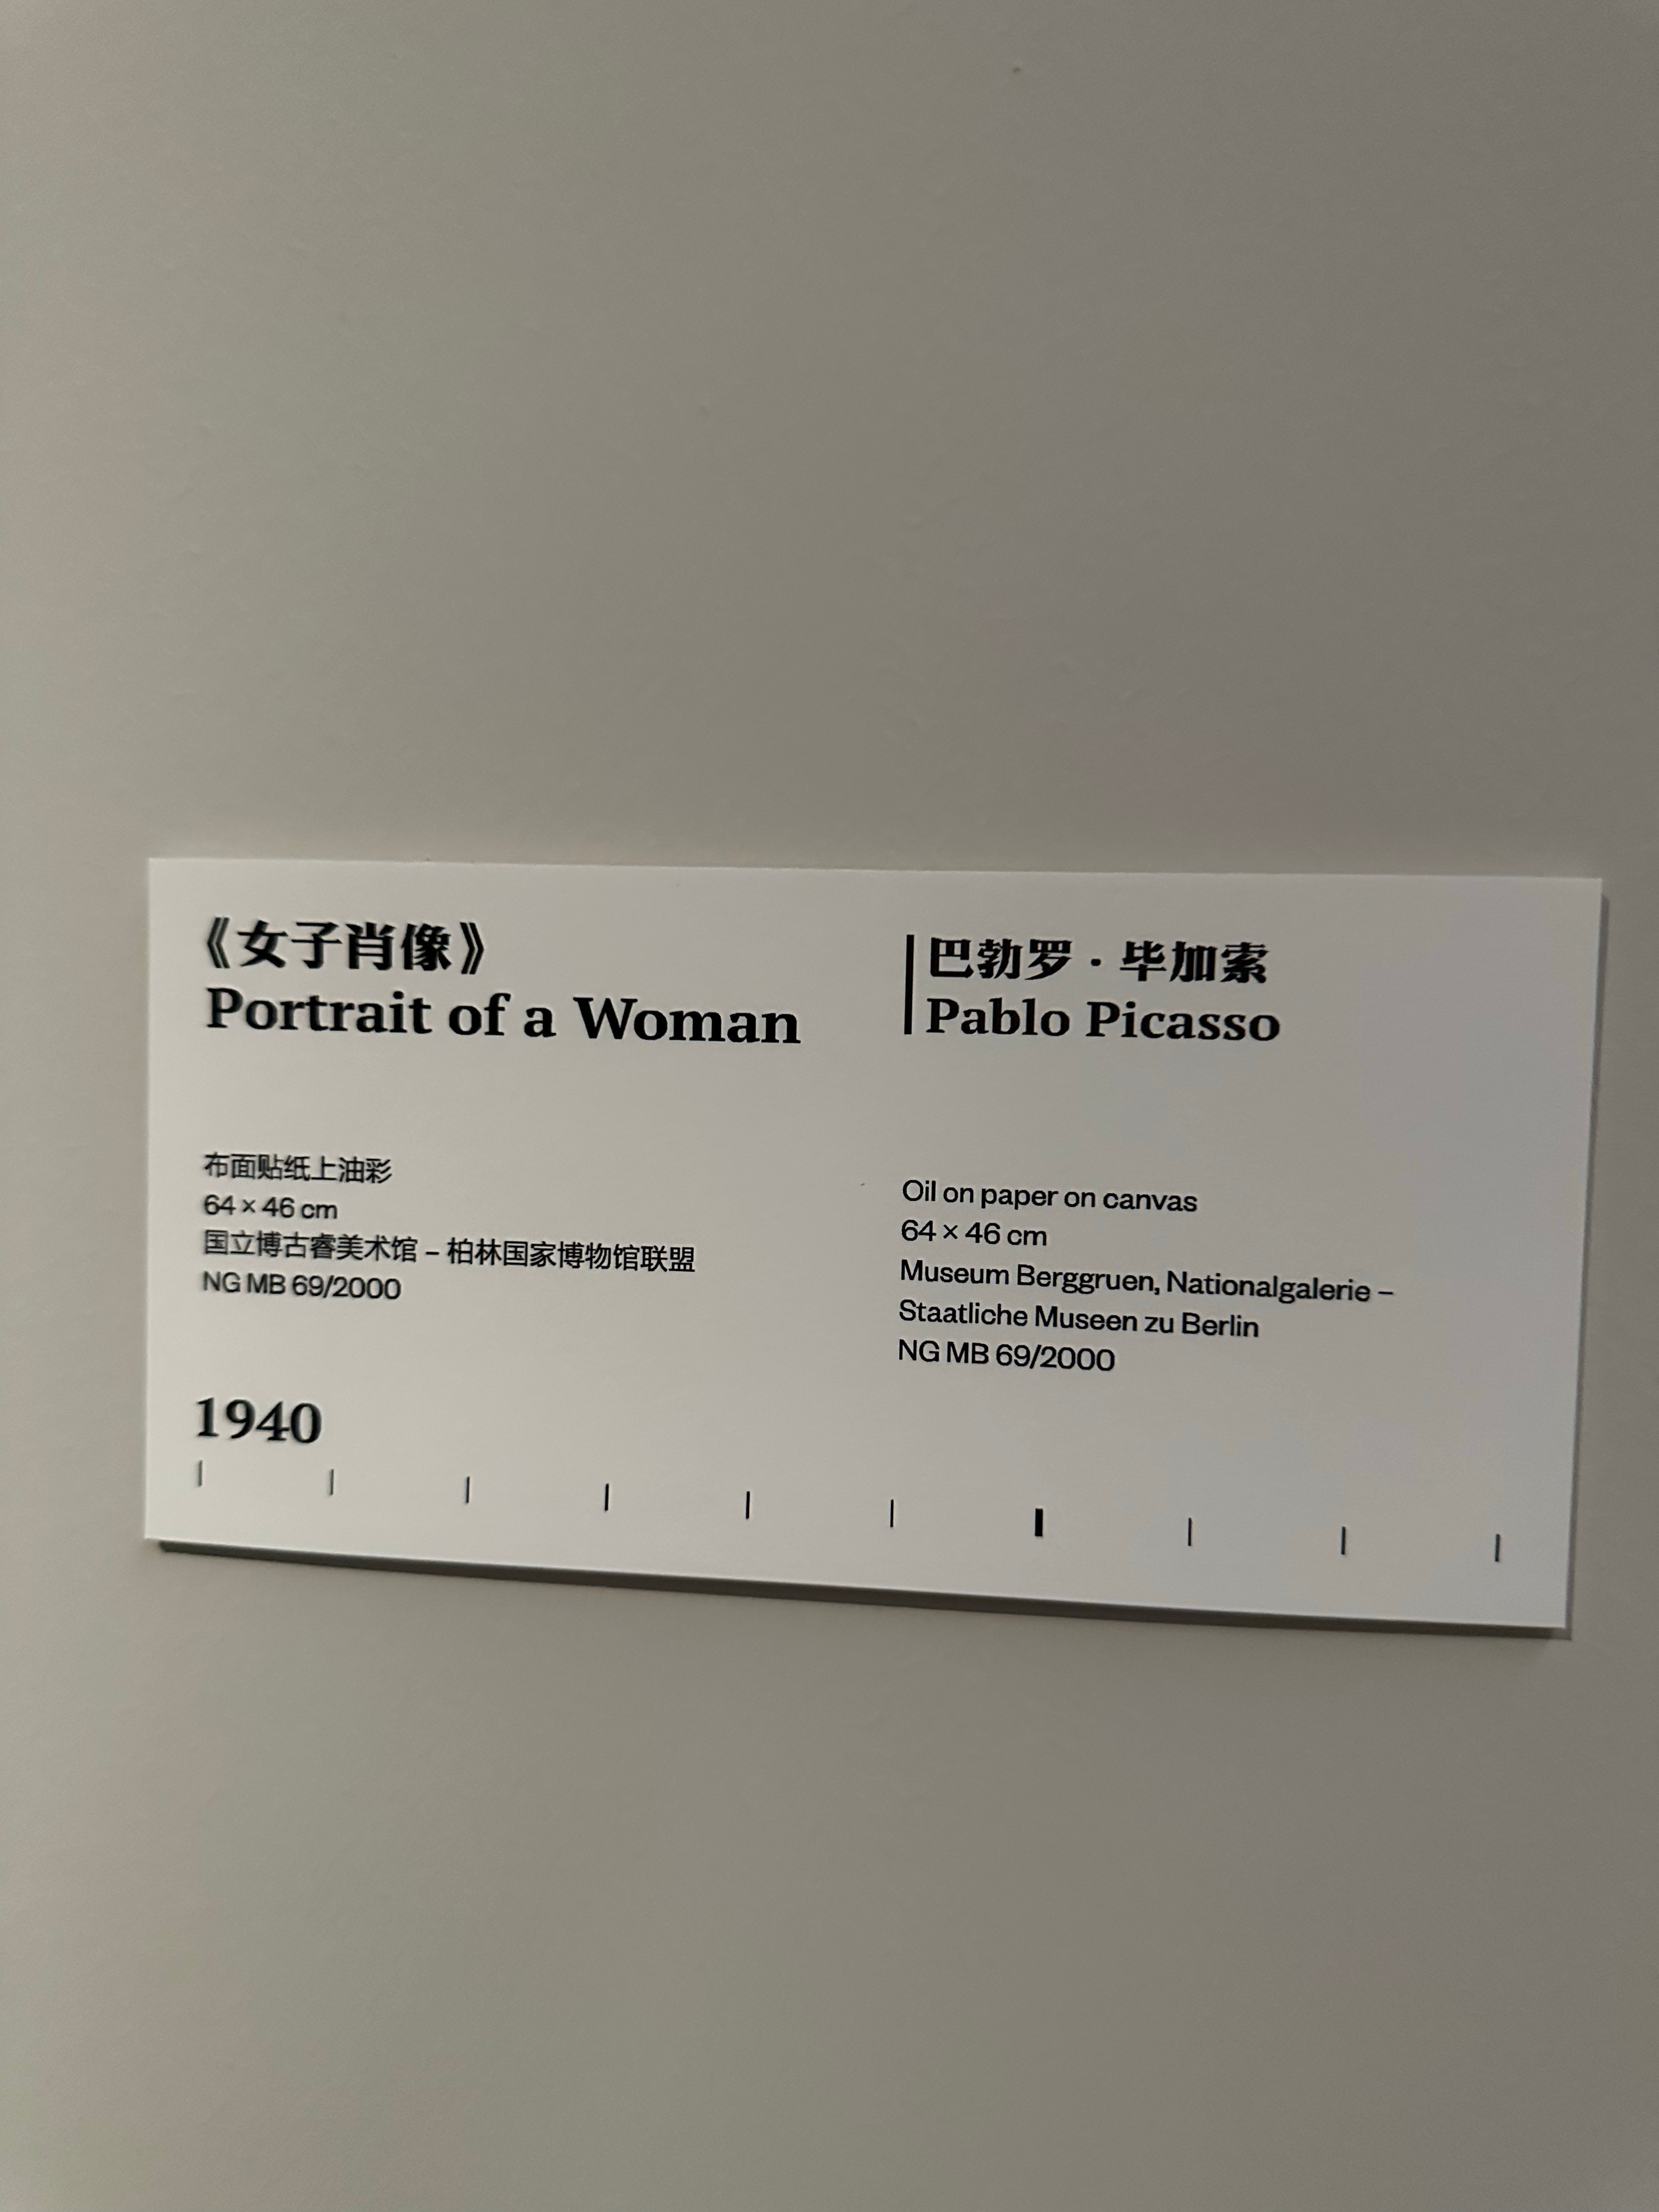 《女子肖像》
Portrait of a Woman
巴勃罗·毕加索
Pablo Picasso
布面贴纸上油彩
64 × 46 cm
国立博古睿美术馆 – 柏林国家博物馆联盟
NG MB 69/2000
Oil on paper on canvas
64 × 46 cm
Museum Berggruen, Nationalgalerie –
Staatliche Museen zu Berlin
NG MB 69/2000
1940